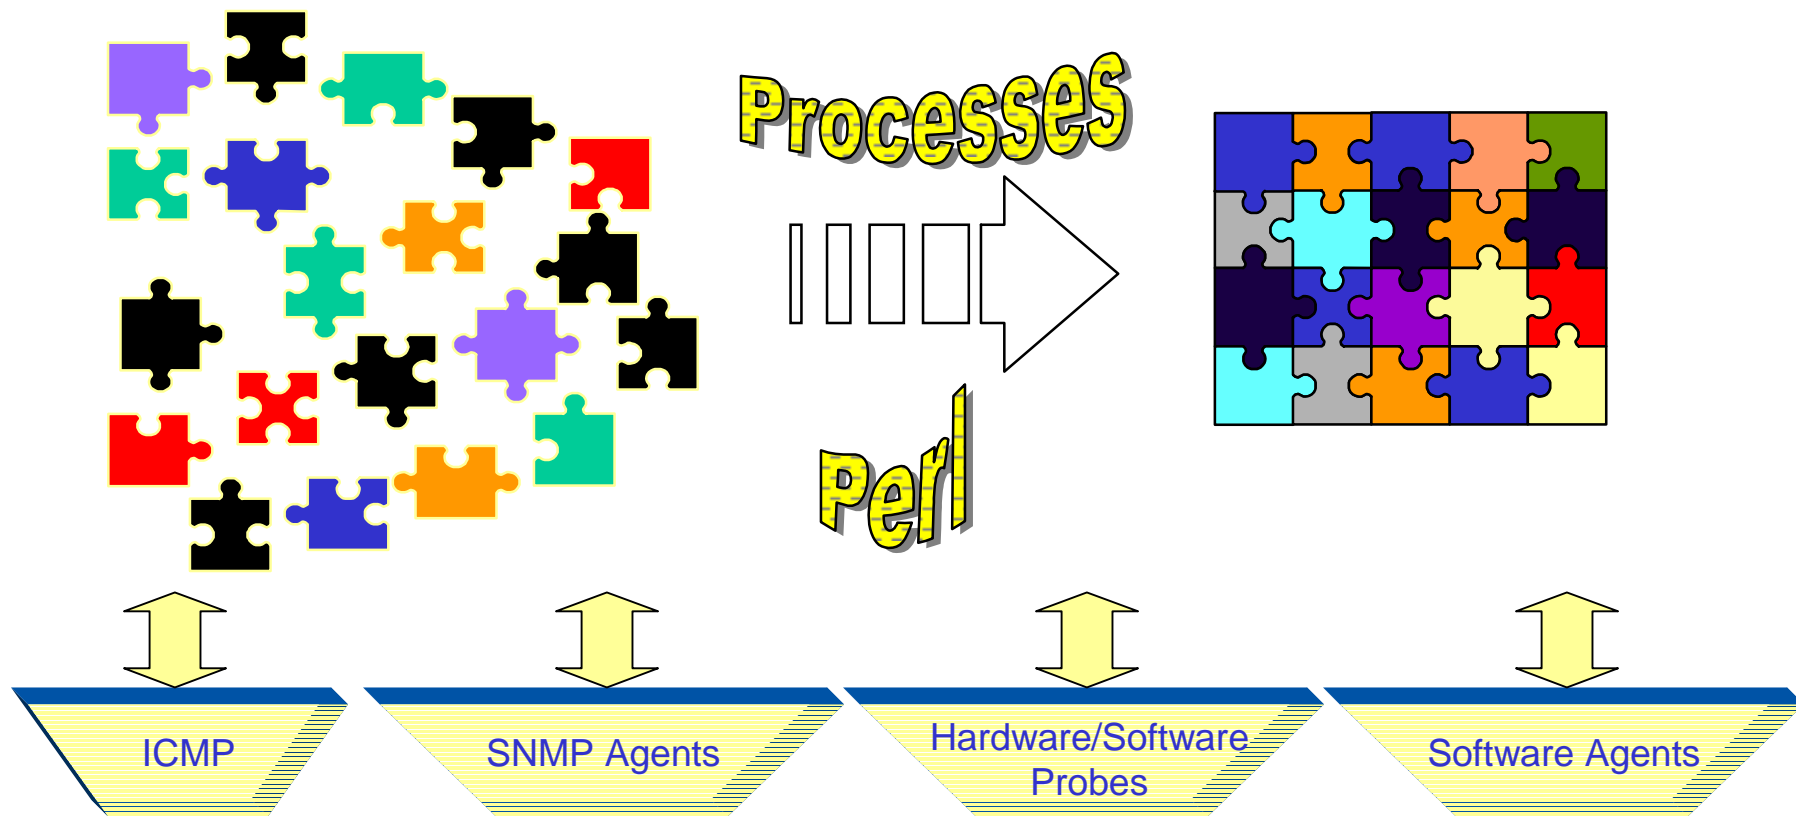 Processes
Perl
ICMP
SNMP Agents
Hardware/Software
Probes
Software Agents